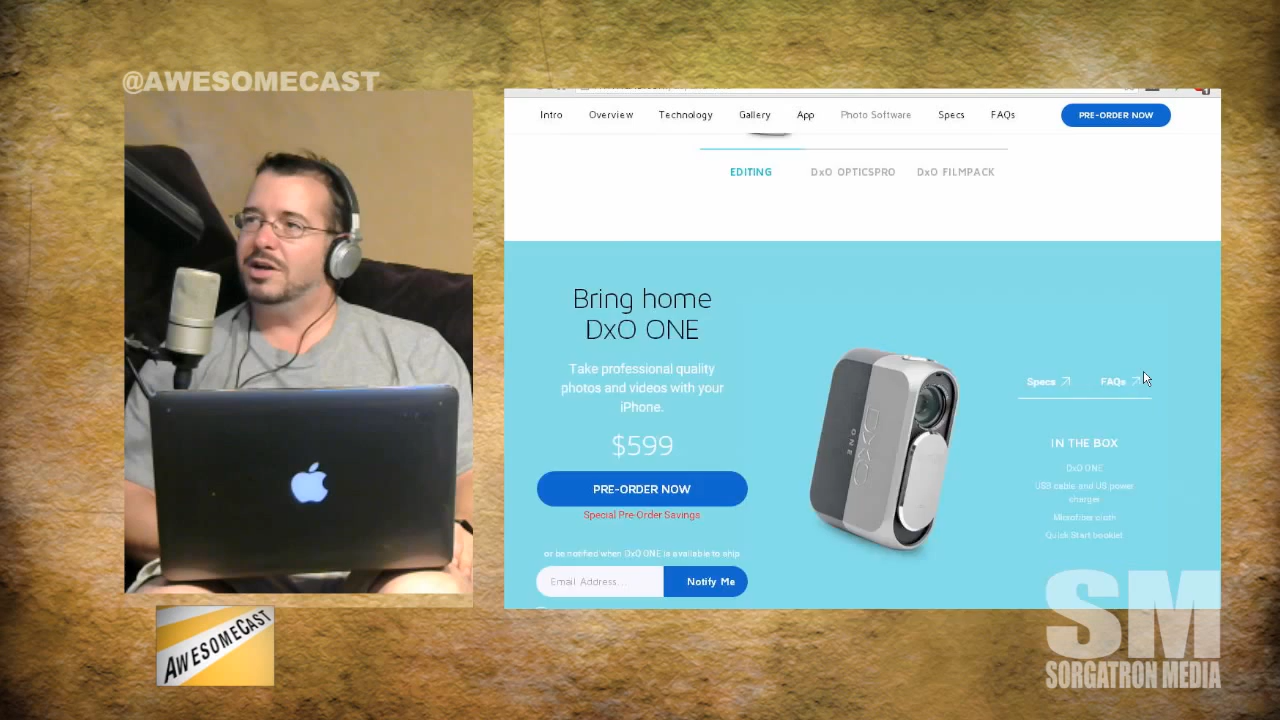 @AWESOMECAST
Intro Overview Technology Gallery App Photo Software Specs FAQs PRE-ORDER NOW
EDITING DxO OPTICSPRO DxO FILMPACK
Bring home
DxO ONE
Take professional quality
photos and videos with your
iPhone.
$599
PRE-ORDER NOW
Special Pre-Order Savings
or be notified when DxO ONE is available to ship
Email Address... Notify Me
DXO
ONE
Specs FAQs
IN THE BOX
DxO ONE
USB cable and US power
charger
Microfiber cloth
Quick Start booklet
AWESOMECAST
SM
SORGATRON MEDIA